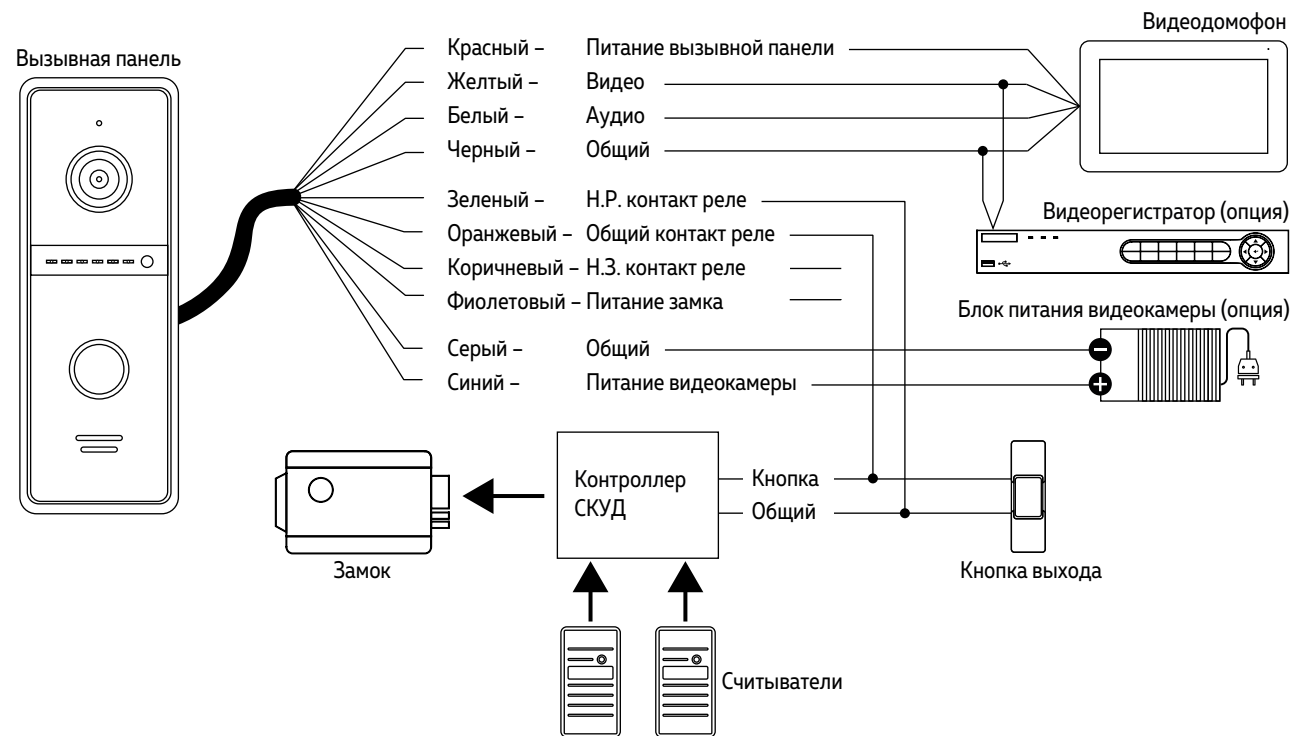 Видеодомофон
Вызывная панель
Красный – Питание вызывной панели
Желтый – Видео
Белый – Аудио
Черный – Общий
Зеленый – Н.Р. контакт реле
Оранжевый – Общий контакт реле
Коричневый – Н.З. контакт реле
Фиолетовый – Питание замка
Серый – Общий
Синий – Питание видеокамеры
Видеорегистратор (опция)
Блок питания видеокамеры (опция)
Контроллер
СКУД
Кнопка
Общий
Замок
Кнопка выхода
Считыватели